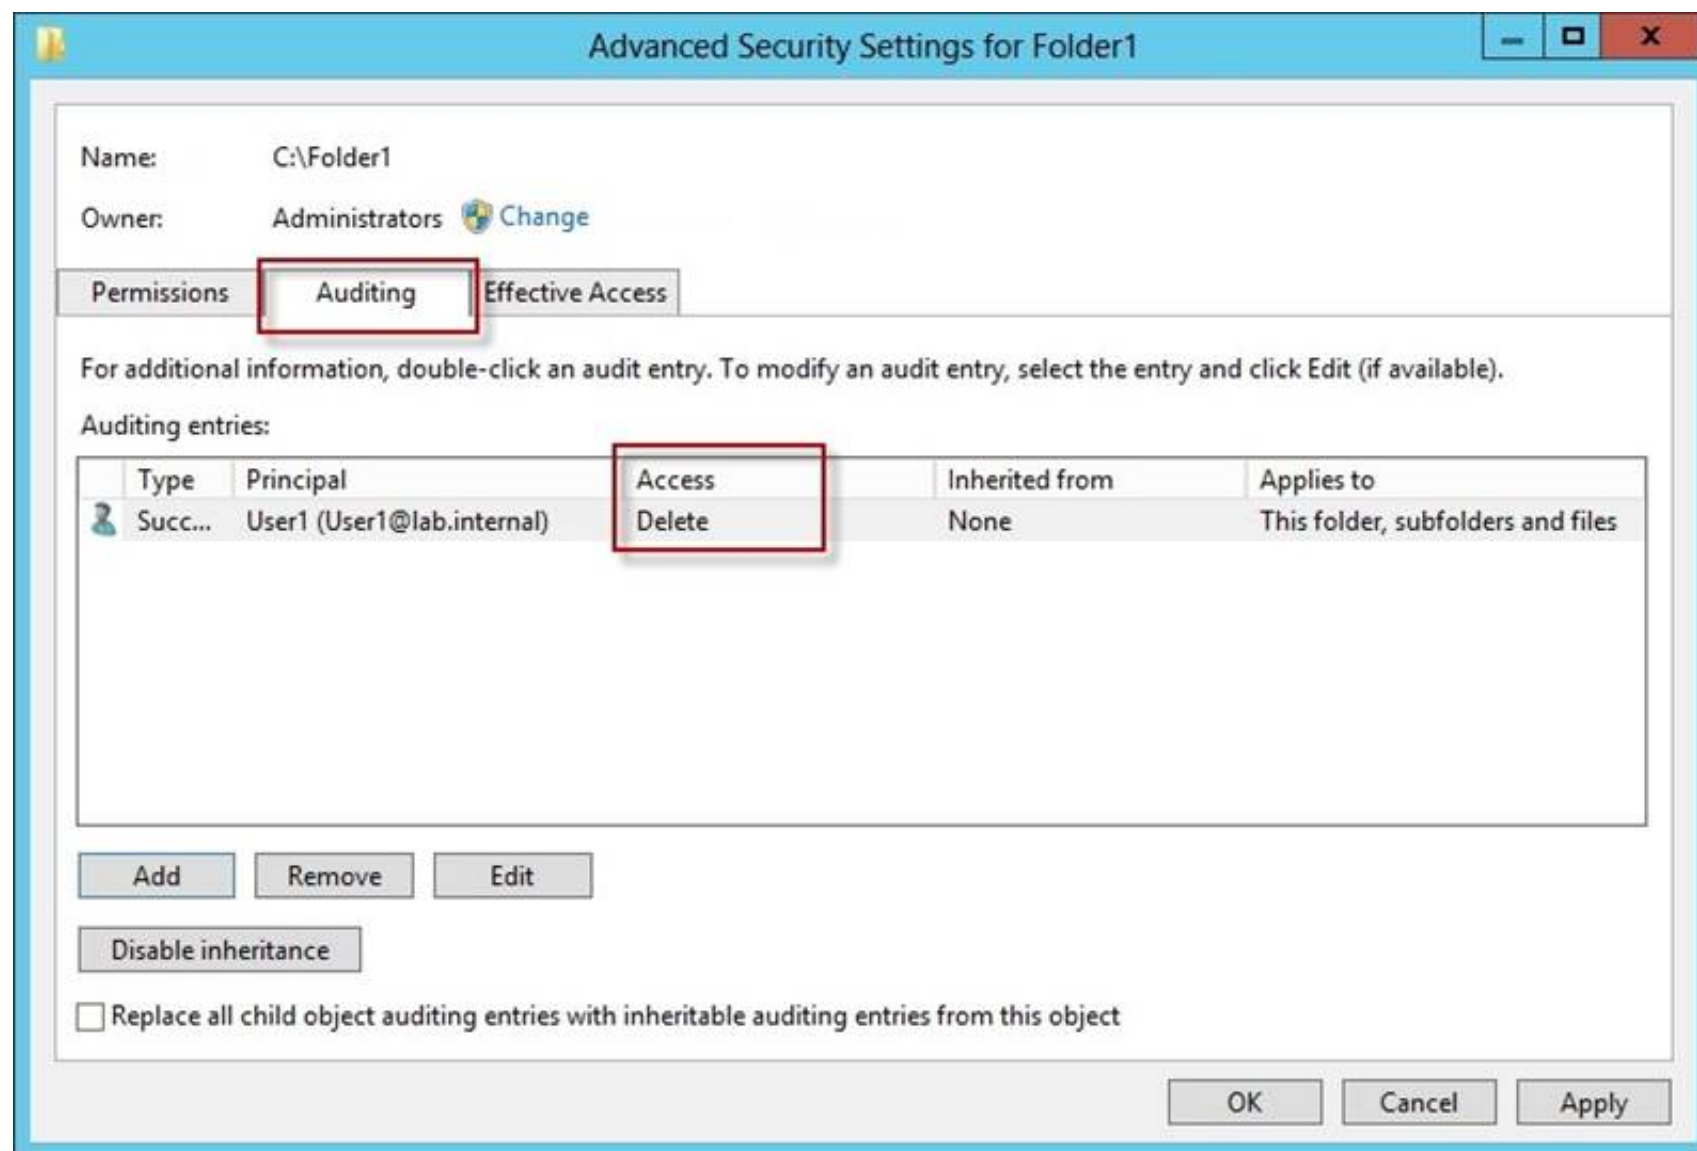 Advanced Security Settings for Folder1
Name: C:\Folder1
Owner: Administrators Change
Permissions Auditing Effective Access
For additional information, double-click an audit entry. To modify an audit entry, select the entry and click Edit (if available).
Auditing entries:
Type Principal Access Inherited from Applies to
Succ... User1 (User1@lab.internal) Delete None This folder, subfolders and files
Add Remove Edit
Disable inheritance
Replace all child object auditing entries with inheritable auditing entries from this object
OK Cancel Apply